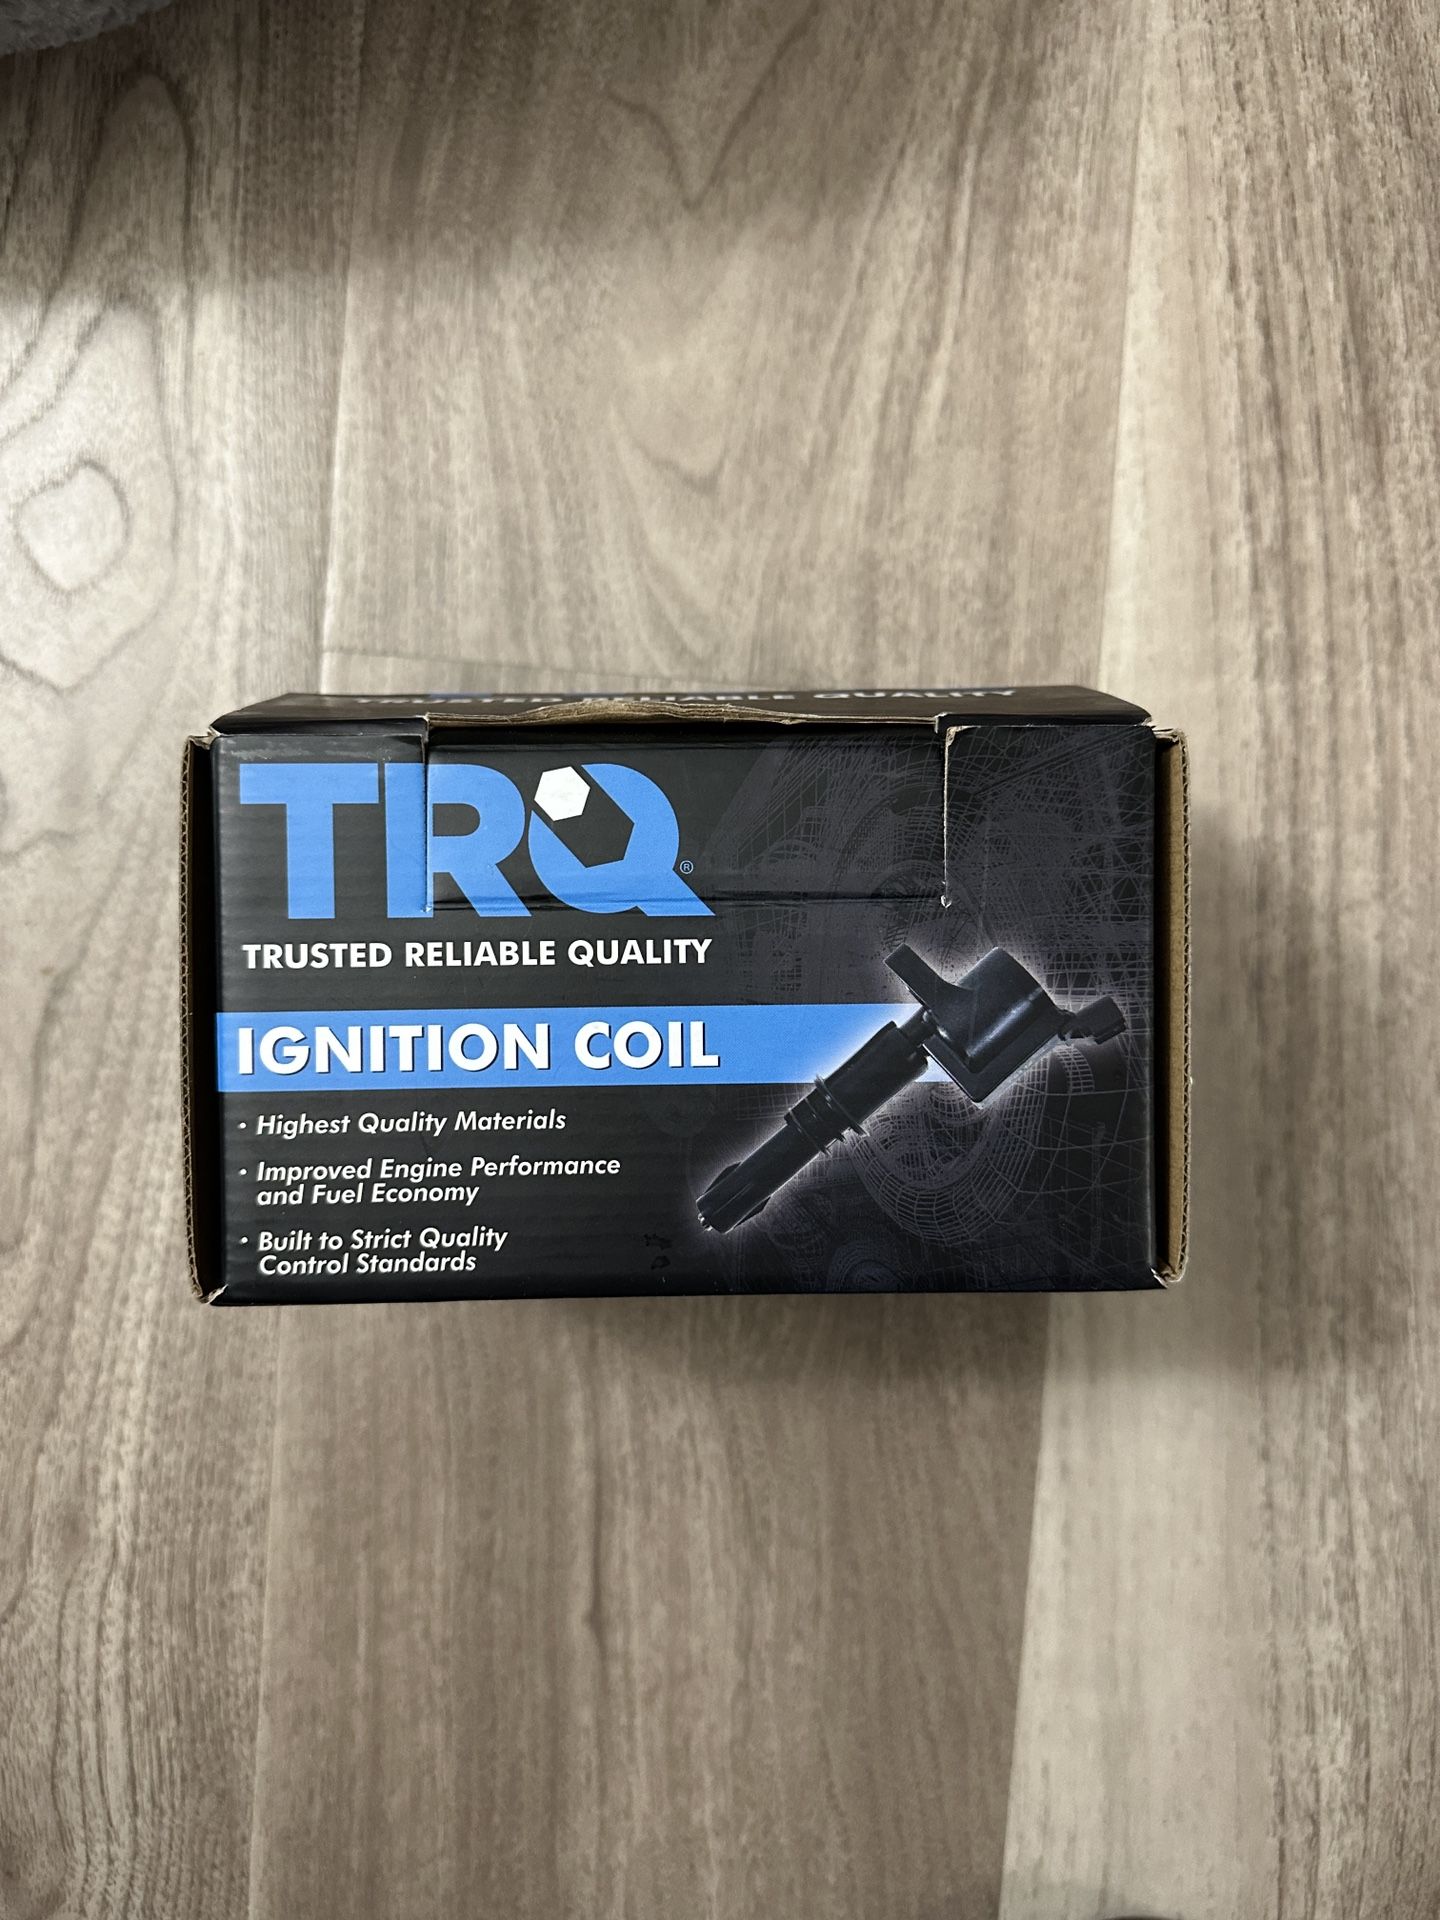 TRUSTED RELIABLE QUALITY
TRQ®
TRUSTED RELIABLE QUALITY
IGNITION COIL
• Highest Quality Materials
• Improved Engine Performance
and Fuel Economy
• Built to Strict Quality
Control Standards